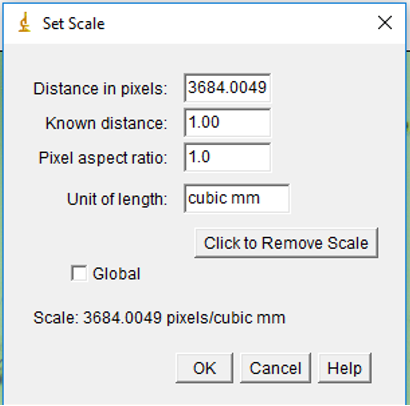 Set Scale
Distance in pixels: 3684.0049
Known distance: 1.00
Pixel aspect ratio: 1.0
Unit of length: cubic mm
Click to Remove Scale
Global
Scale: 3684.0049 pixels/cubic mm
OK Cancel Help